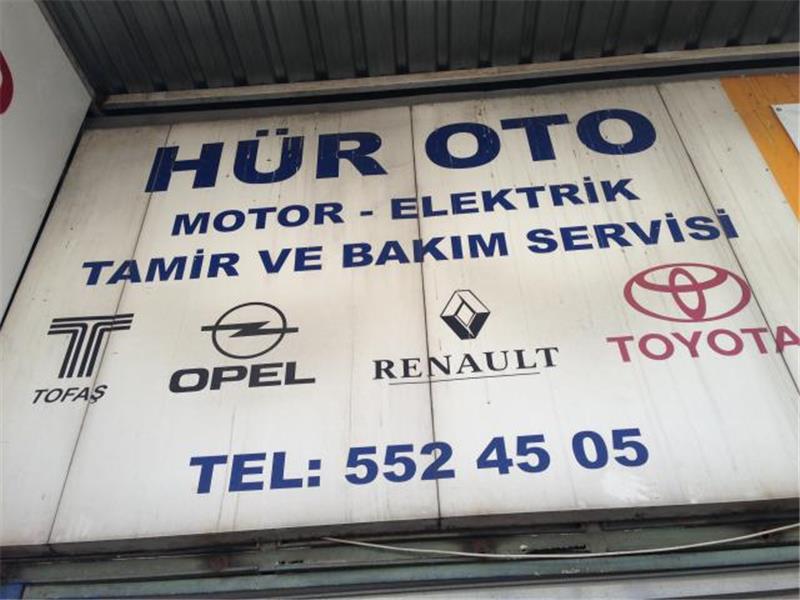 HÜR OTO
MOTOR - ELEKTRİK
TAMİR VE BAKIM SERVİSİ
TOFAŞ OPEL RENAULT TOYOTA
TEL: 552 45 05